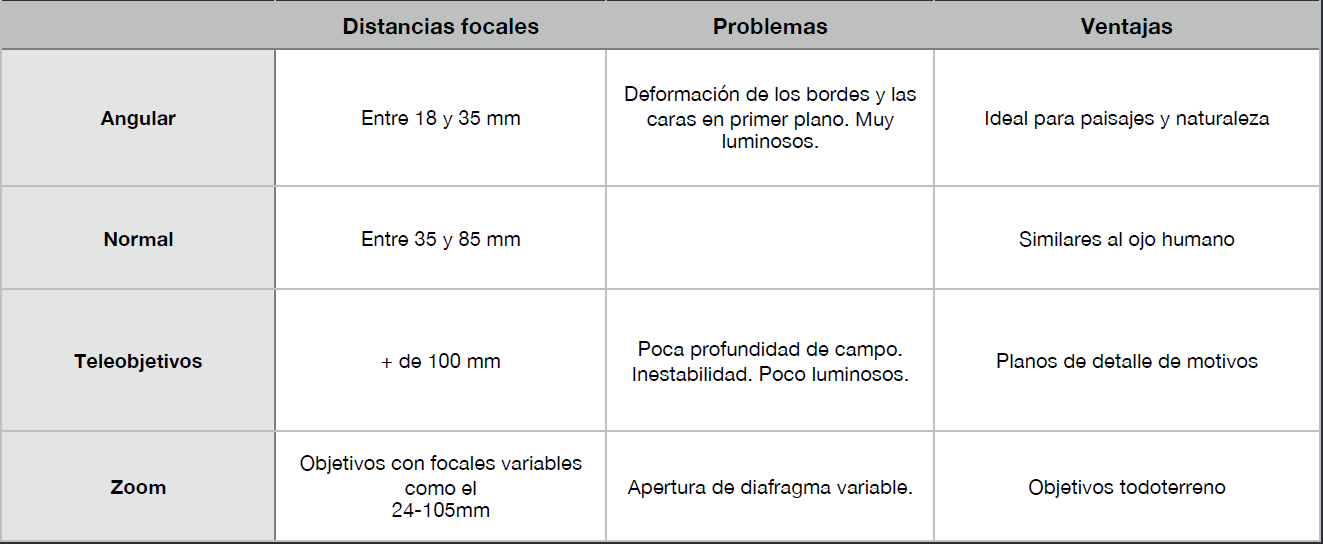 Distancias focales Problemas Ventajas
Angular
Entre 18 y 35 mm
Deformación de los bordes y las
caras en primer plano. Muy
luminosos.
Ideal para paisajes y naturaleza
Normal
Entre 35 y 85 mm
Similares al ojo humano
Teleobjetivos
+ de 100 mm
Poca profundidad de campo.
Inestabilidad. Poco luminosos.
Planos de detalle de motivos
Zoom
Objetivos con focales variables
como el
24-105mm
Apertura de diafragma variable.
Objetivos todoterreno